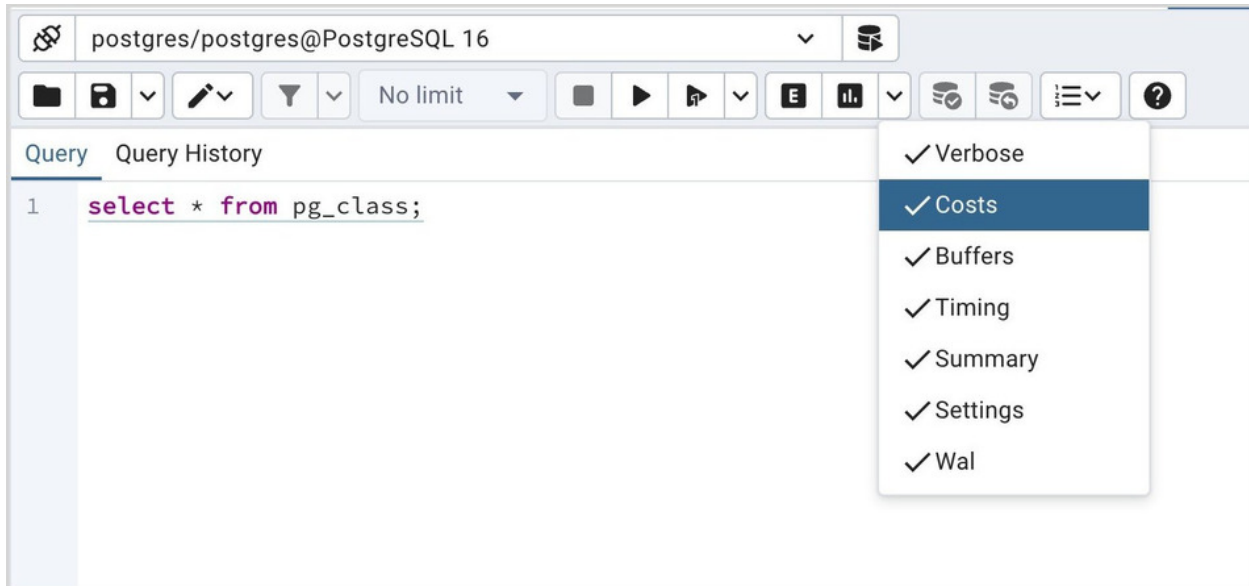 postgres/postgres@PostgreSQL 16
No limit
E
Query Query History
1 select * from pg_class;
Verbose
Costs
Buffers
Timing
Summary
Settings
Wal